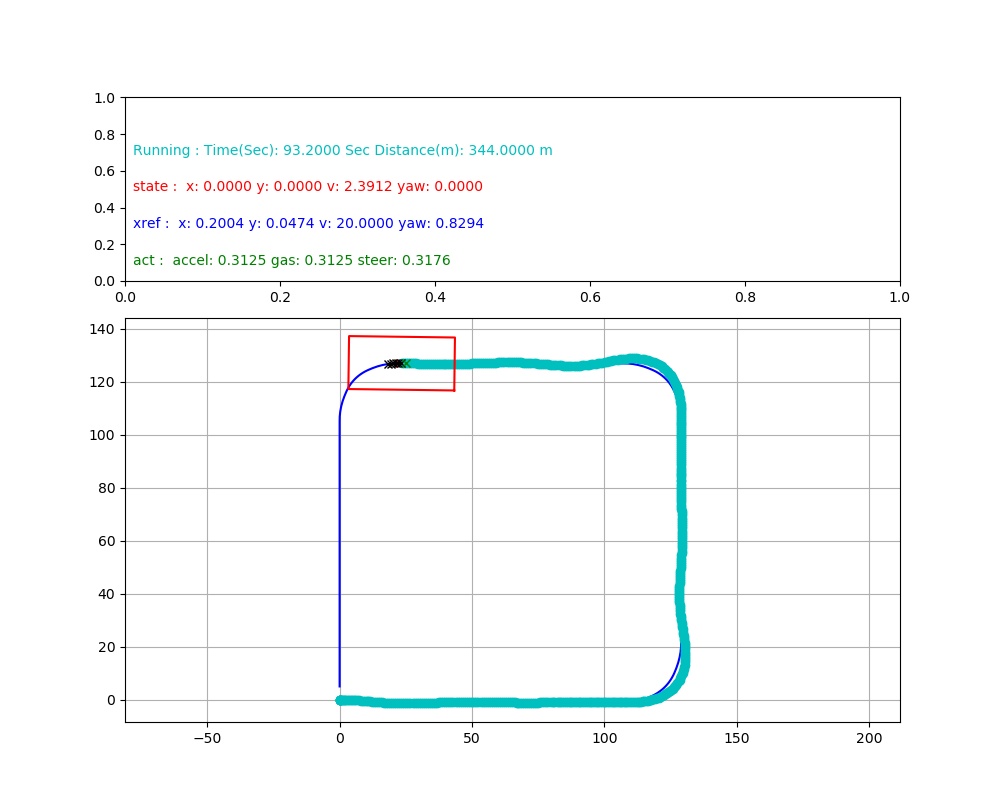 1.0
0.8
Running : Time(Sec): 93.2000 Sec Distance(m): 344.0000 m
0.6
state :  x: 0.0000 y: 0.0000 v: 2.3912 yaw: 0.0000
0.4
xref :  x: 0.2004 y: 0.0474 v: 20.0000 yaw: 0.8294
0.2
act :  accel: 0.3125 gas: 0.3125 steer: 0.3176
0.0
0.0 0.2 0.4 0.6 0.8 1.0
140
120
100
80
60
40
20
0
−50 0 50 100 150 200